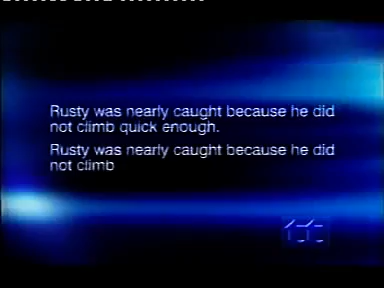 Rusty was nearly caught because he did
not climb quick enough.
Rusty was nearly caught because he did
not climb